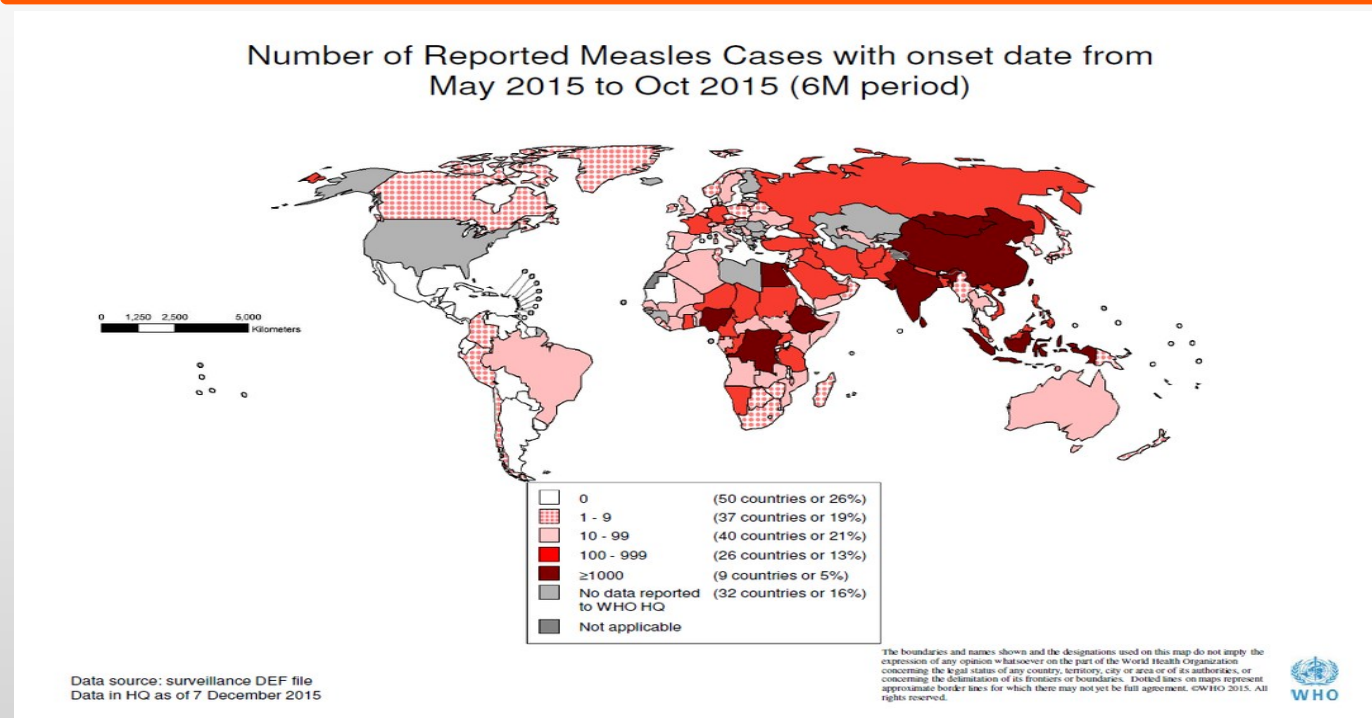 Number of Reported Measles Cases with onset date from
May 2015 to Oct 2015 (6M period)
0 1,250 2,500 5,000
Kilometers
0 (50 countries or 26%)
1 - 9 (37 countries or 19%)
10 - 99 (40 countries or 21%)
100 - 999 (26 countries or 13%)
≥1000 (9 countries or 5%)
No data reported (32 countries or 16%)
to WHO HQ
Not applicable
The boundaries and names shown and the designations used on this map do not imply the
expression of any opinion whatsoever on the part of the World Health Organization
concerning the legal status of any country, territory, city or area or of its authorities, or
concerning the delimitation of its frontiers or boundaries. Dotted lines on maps represent
approximate border lines for which there may not yet be full agreement. ©WHO 2015. All
rights reserved.
Data source: surveillance DEF file
Data in HQ as of 7 December 2015
WHO